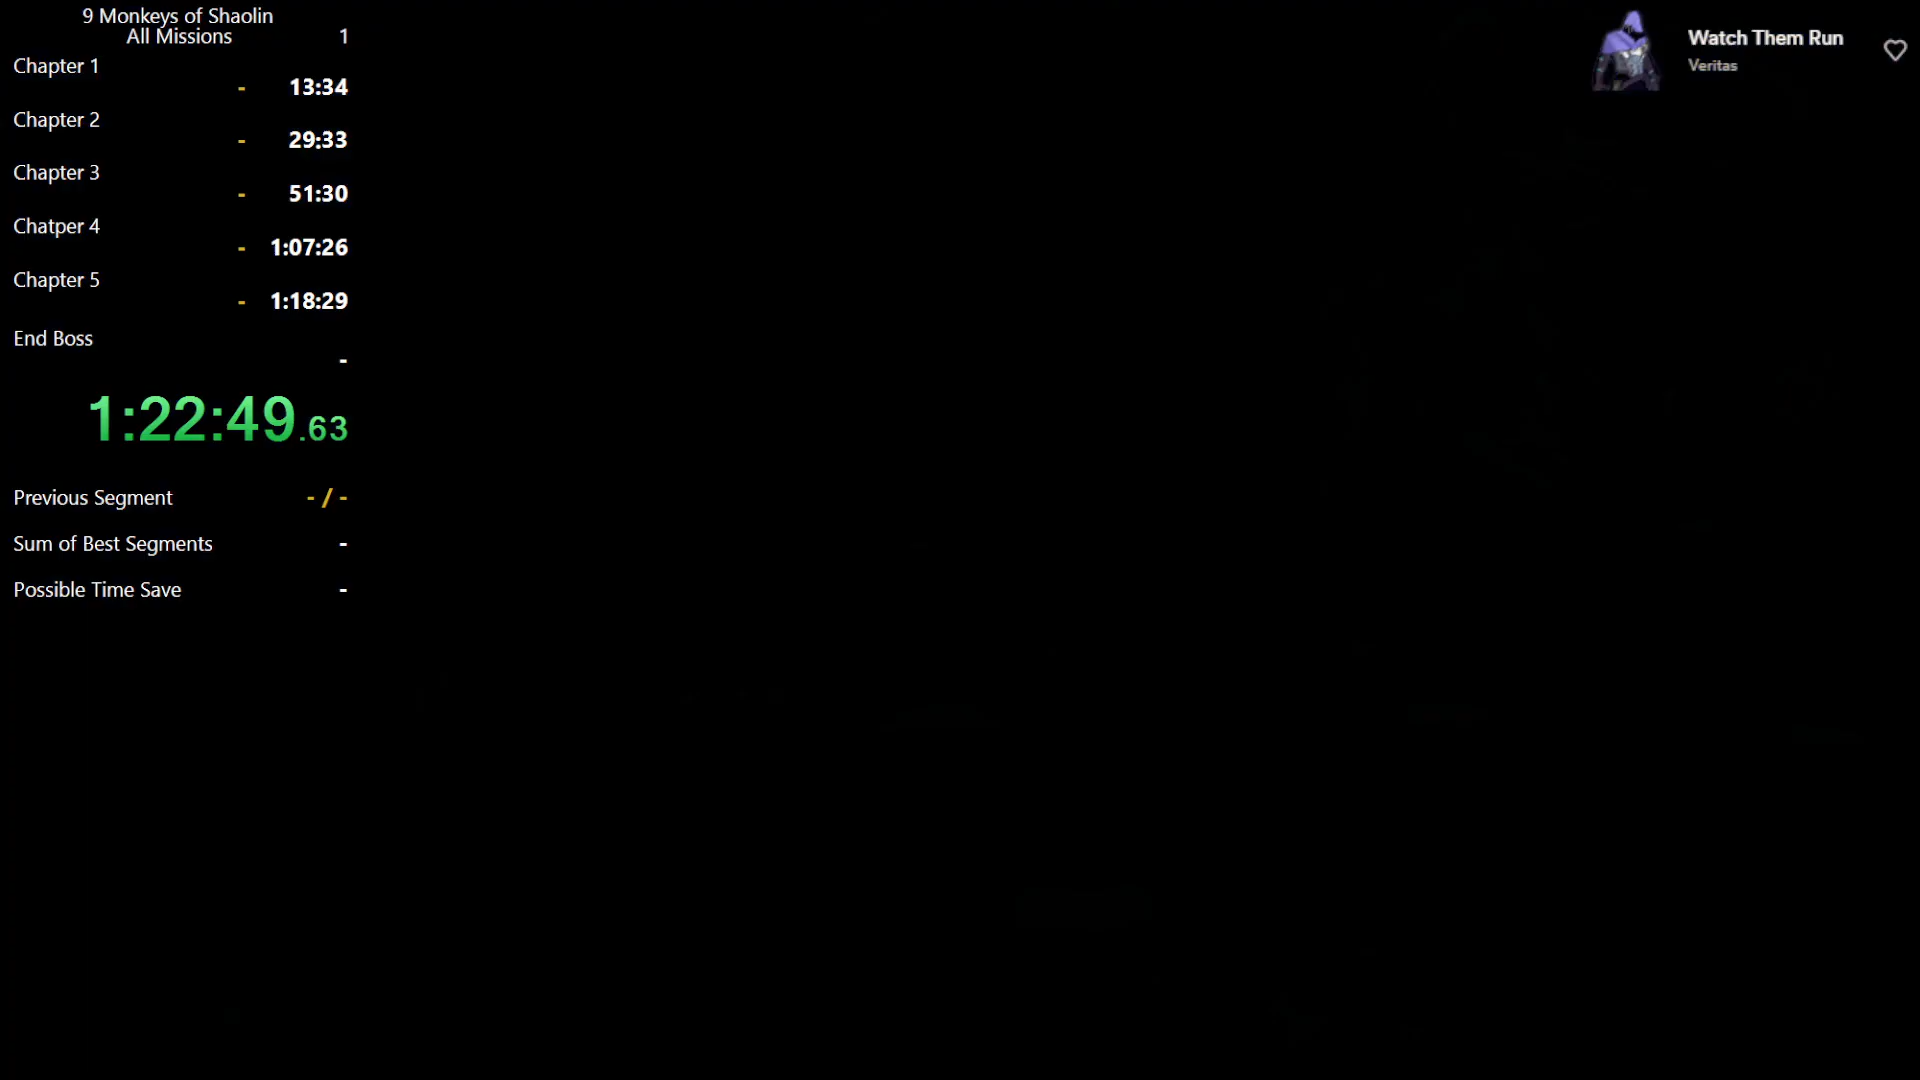 9 Monkeys of Shaolin
All Missions 1
Chapter 1
- 13:34
Chapter 2
- 29:33
Chapter 3
- 51:30
Chatper 4
- 1:07:26
Chapter 5
- 1:18:29
End Boss
-
1:22:49.63
Previous Segment - / -
Sum of Best Segments -
Possible Time Save -
Watch Them Run
Veritas